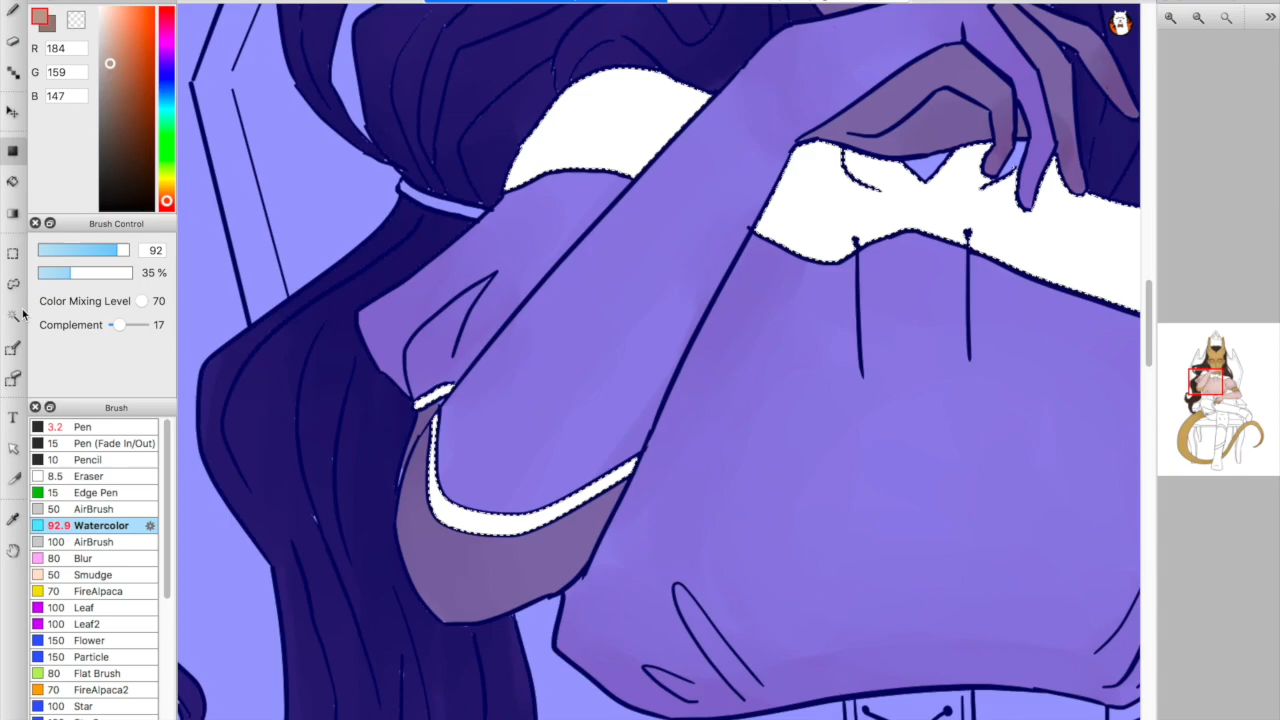 R 184
G 159
B 147
Brush Control
92
35 %
Color Mixing Level 70
Complement 17
Brush
3.2 Pen
15 Pen (Fade In/Out)
10 Pencil
8.5 Eraser
15 Edge Pen
50 AirBrush
92.9 Watercolor
100 AirBrush
80 Blur
50 Smudge
70 FireAlpaca
100 Leaf
100 Leaf2
150 Flower
150 Particle
80 Flat Brush
70 FireAlpaca2
100 Star